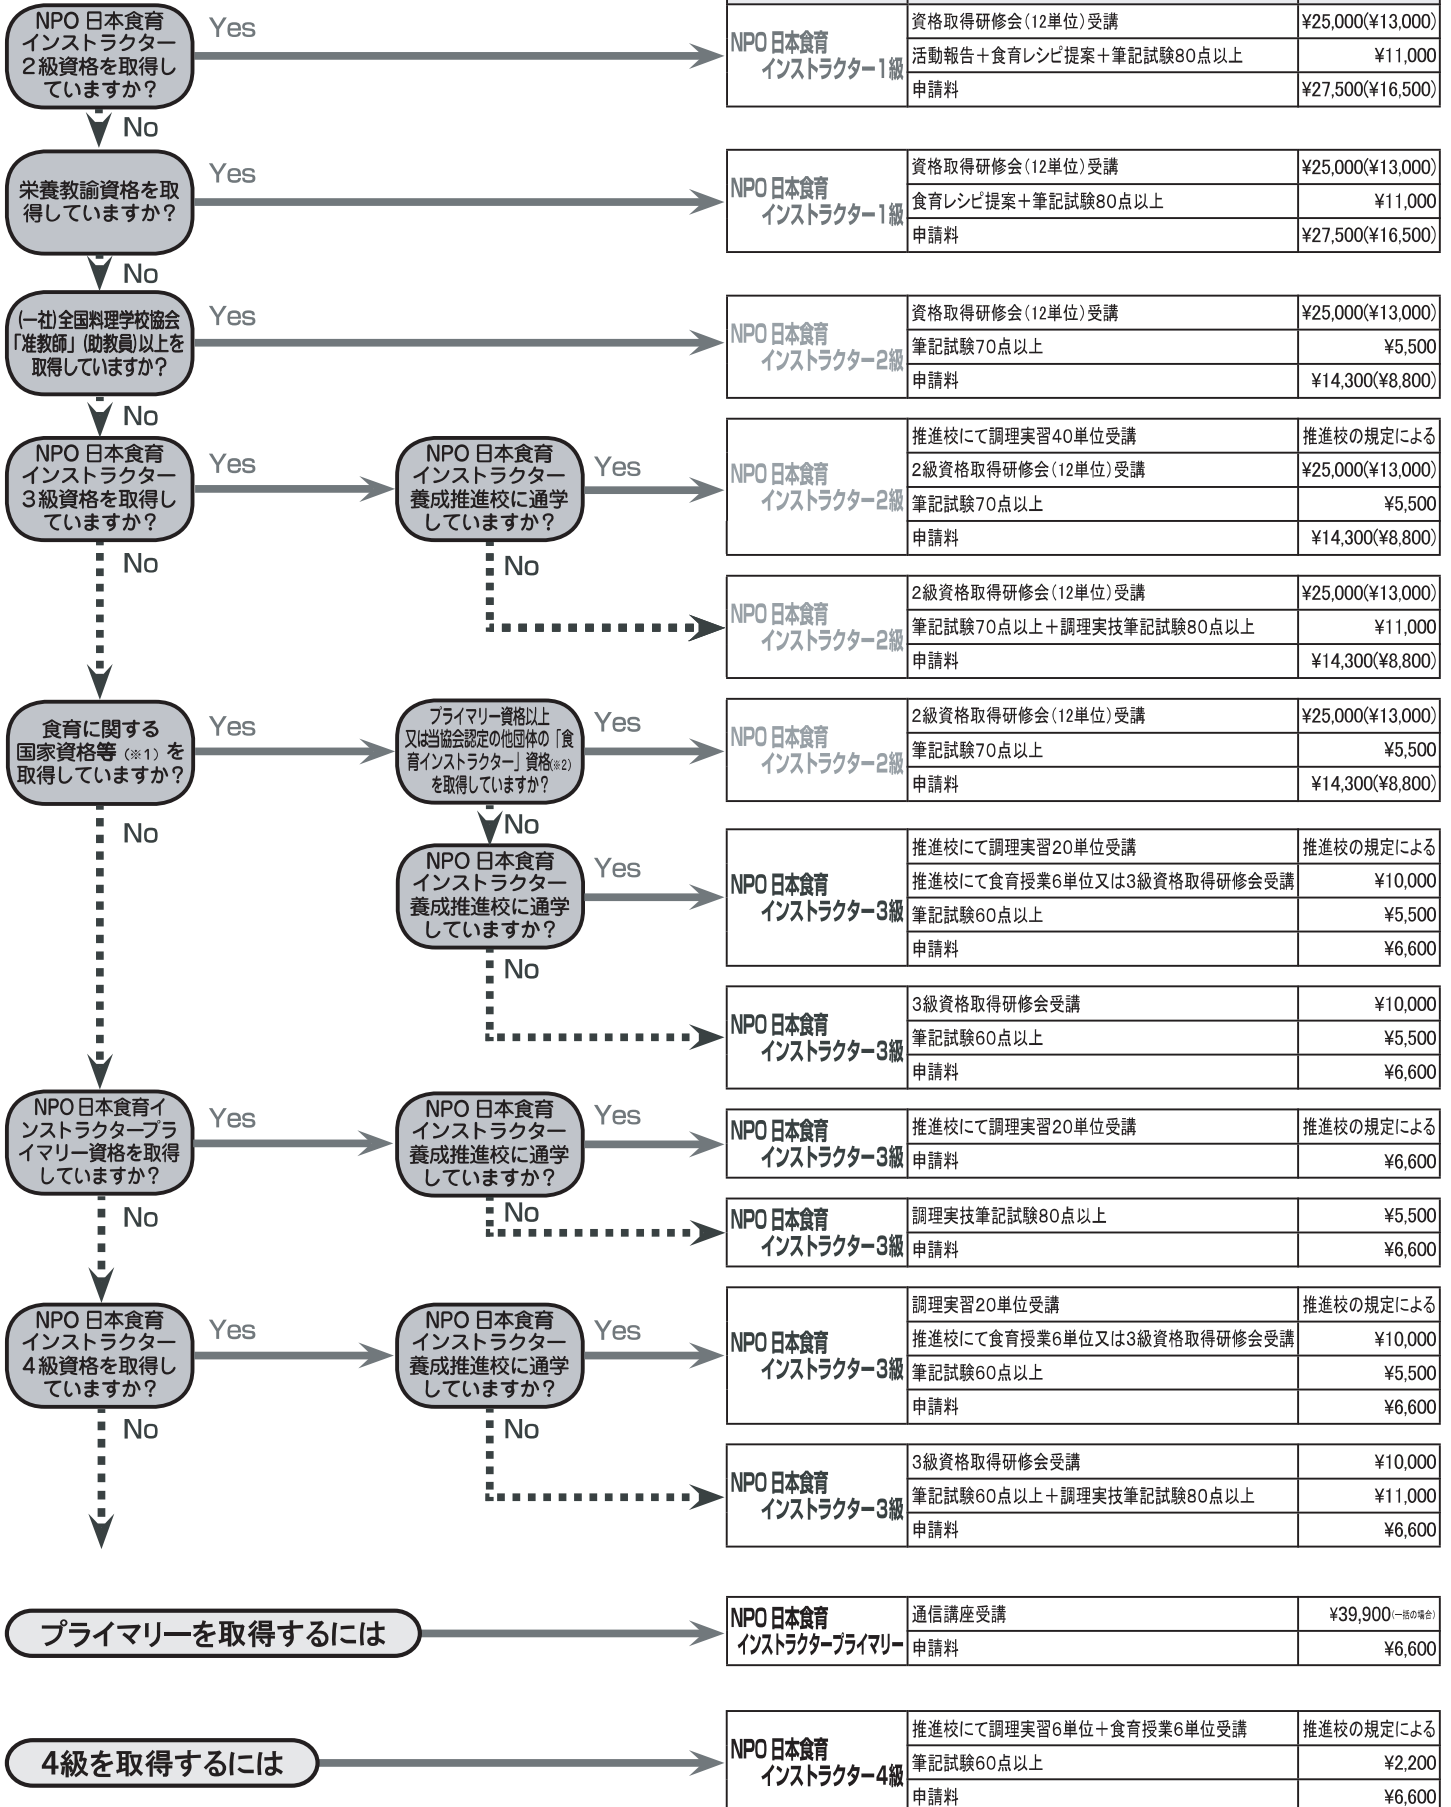 NPO 日本食育
インストラクター
2級資格を取得し
ていますか?
Yes
No
NPO 日本食育
インストラクター1級
資格取得研修会(12単位)受講
¥25,000(¥13,000)
活動報告+食育レシピ提案+筆記試験80点以上
¥11,000
申請料
¥27,500(¥16,500)
栄養教諭資格を取
得していますか?
Yes
No
NPO 日本食育
インストラクター1級
資格取得研修会(12単位)受講
¥25,000(¥13,000)
食育レシピ提案+筆記試験80点以上
¥11,000
申請料
¥27,500(¥16,500)
(一社)全国料理学校協会
「准教師」(助教員)以上を
取得していますか?
Yes
No
NPO 日本食育
インストラクター2級
資格取得研修会(12単位)受講
¥25,000(¥13,000)
筆記試験70点以上
¥5,500
申請料
¥14,300(¥8,800)
NPO 日本食育
インストラクター
3級資格を取得し
ていますか?
Yes
No
NPO 日本食育
インストラクター
養成推進校に通学
していますか?
Yes
No
NPO 日本食育
インストラクター2級
推進校にて調理実習40単位受講
推進校の規定による
2級資格取得研修会(12単位)受講
¥25,000(¥13,000)
筆記試験70点以上
¥5,500
申請料
¥14,300(¥8,800)
NPO 日本食育
インストラクター2級
2級資格取得研修会(12単位)受講
¥25,000(¥13,000)
筆記試験70点以上+調理実技筆記試験80点以上
¥11,000
申請料
¥14,300(¥8,800)
食育に関する
国家資格等(※1)を
取得していますか?
Yes
No
プライマリー資格以上
又は当協会認定の他団体の「食
育インストラクター」資格(※2)
を取得していますか?
Yes
No
NPO 日本食育
インストラクター2級
2級資格取得研修会(12単位)受講
¥25,000(¥13,000)
筆記試験70点以上
¥5,500
申請料
¥14,300(¥8,800)
NPO 日本食育
インストラクター
養成推進校に通学
していますか?
Yes
No
NPO 日本食育
インストラクター3級
推進校にて調理実習20単位受講
推進校の規定による
推進校にて食育授業6単位又は3級資格取得研修会受講
¥10,000
筆記試験60点以上
¥5,500
申請料
¥6,600
NPO 日本食育
インストラクター3級
3級資格取得研修会受講
¥10,000
筆記試験60点以上
¥5,500
申請料
¥6,600
NPO 日本食育イ
ンストラクタープラ
イマリー資格を取得
していますか?
Yes
No
NPO 日本食育
インストラクター
養成推進校に通学
していますか?
Yes
No
NPO 日本食育
インストラクター3級
推進校にて調理実習20単位受講
推進校の規定による
申請料
¥6,600
NPO 日本食育
インストラクター3級
調理実技筆記試験80点以上
¥5,500
申請料
¥6,600
NPO 日本食育
インストラクター
4級資格を取得し
ていますか?
Yes
No
NPO 日本食育
インストラクター
養成推進校に通学
していますか?
Yes
No
NPO 日本食育
インストラクター3級
調理実習20単位受講
推進校の規定による
推進校にて食育授業6単位又は3級資格取得研修会受講
¥10,000
筆記試験60点以上
¥5,500
申請料
¥6,600
NPO 日本食育
インストラクター3級
3級資格取得研修会受講
¥10,000
筆記試験60点以上+調理実技筆記試験80点以上
¥11,000
申請料
¥6,600
プライマリーを取得するには
NPO 日本食育
インストラクタープライマリー
通信講座受講
¥39,900(一括の場合)
申請料
¥6,600
4級を取得するには
NPO 日本食育
インストラクター4級
推進校にて調理実習6単位+食育授業6単位受講
推進校の規定による
筆記試験60点以上
¥2,200
申請料
¥6,600